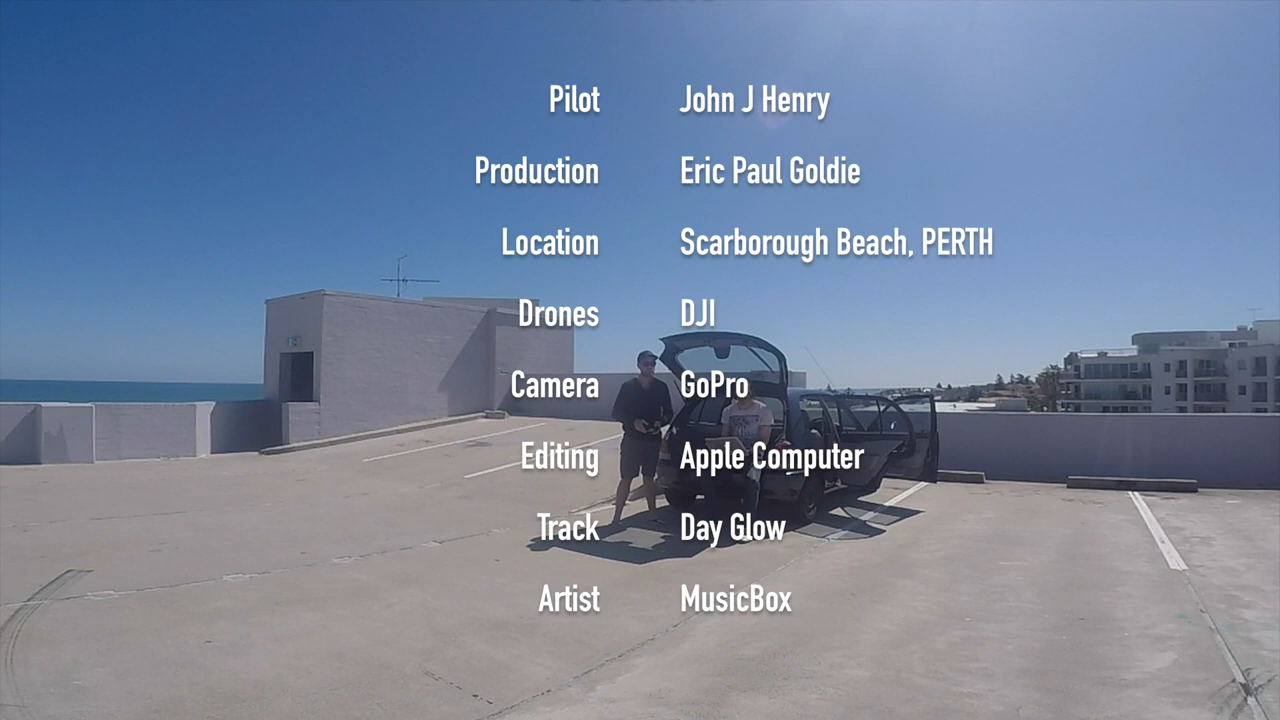 Pilot John J Henry
Production Eric Paul Goldie
Location Scarborough Beach, PERTH
Drones DJI
Camera GoPro
Editing Apple Computer
Track Day Glow
Artist MusicBox